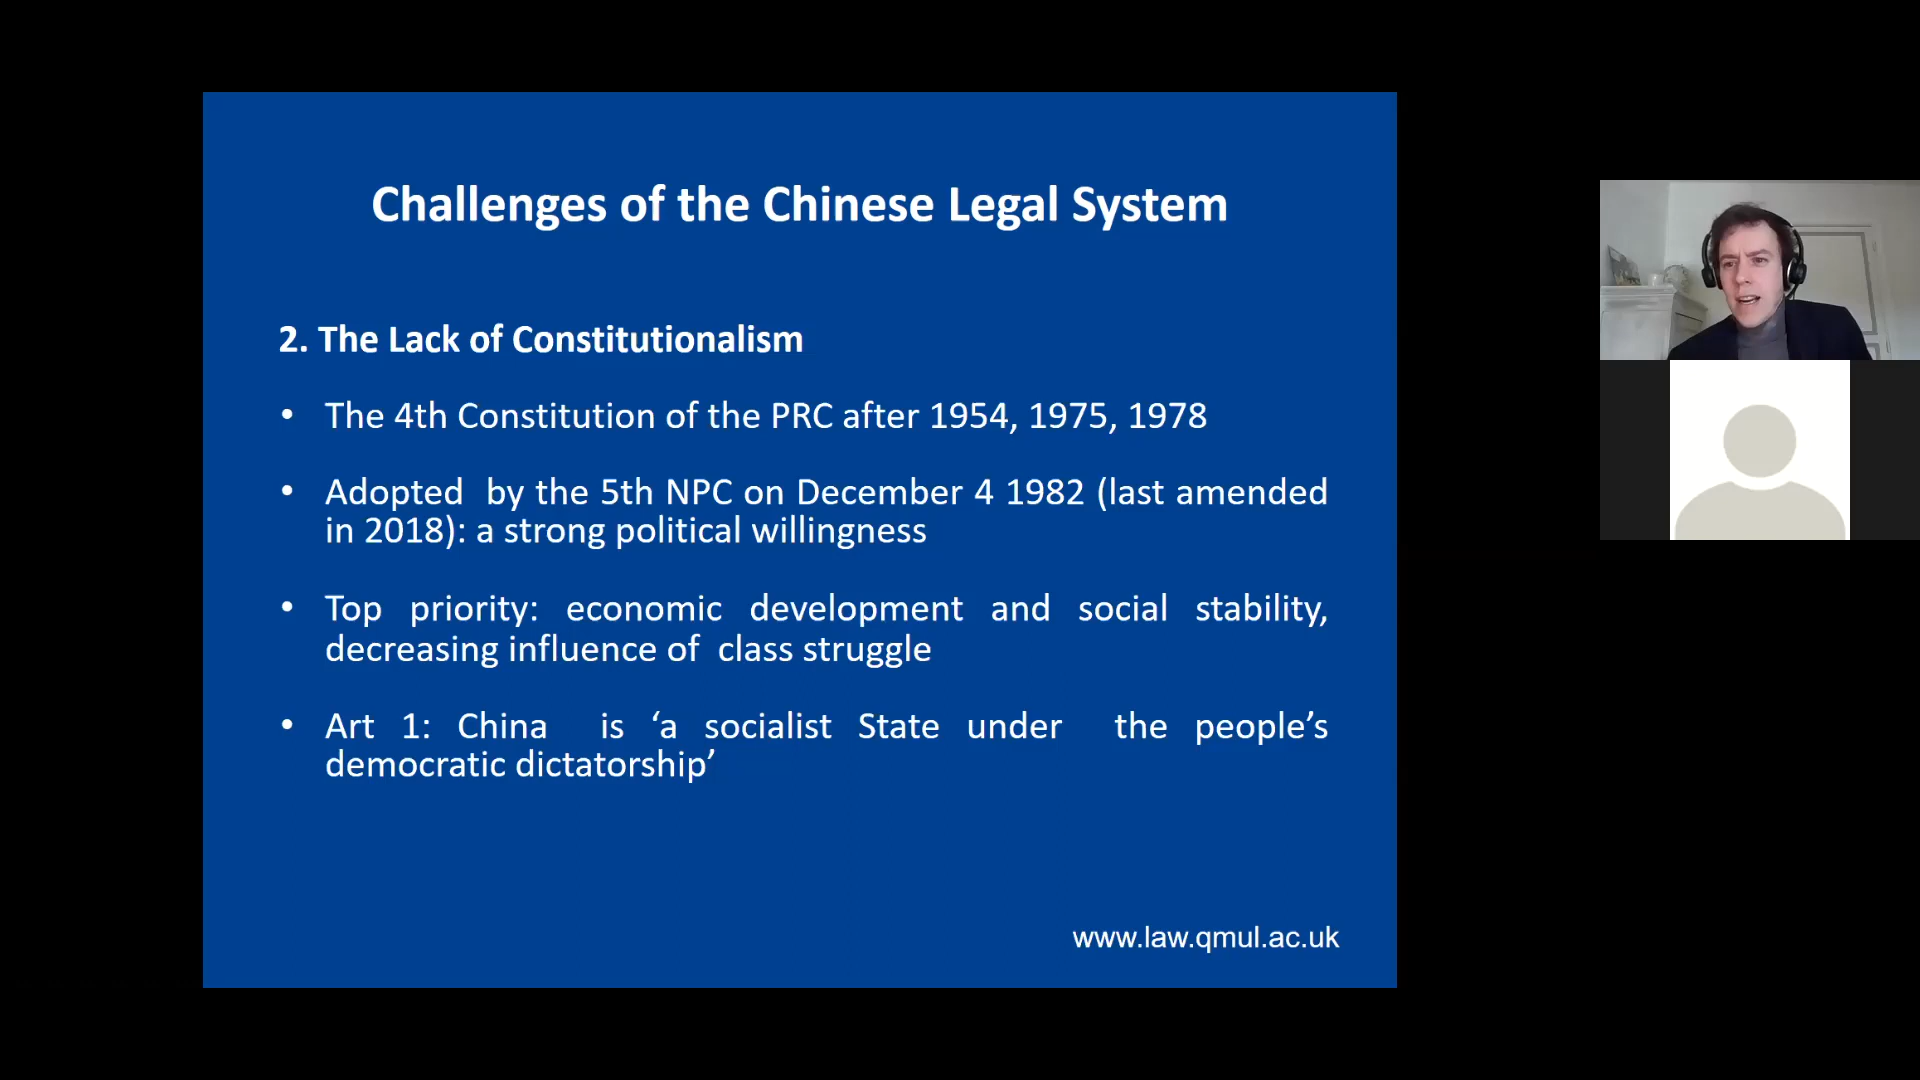 Challenges of the Chinese Legal System
2. The Lack of Constitutionalism
• The 4th Constitution of the PRC after 1954, 1975, 1978
• Adopted by the 5th NPC on December 4 1982 (last amended
in 2018): a strong political willingness
• Top priority: economic development and social stability,
decreasing influence of class struggle
• Art 1: China is ‘a socialist State under the people’s
democratic dictatorship’
www.law.qmul.ac.uk